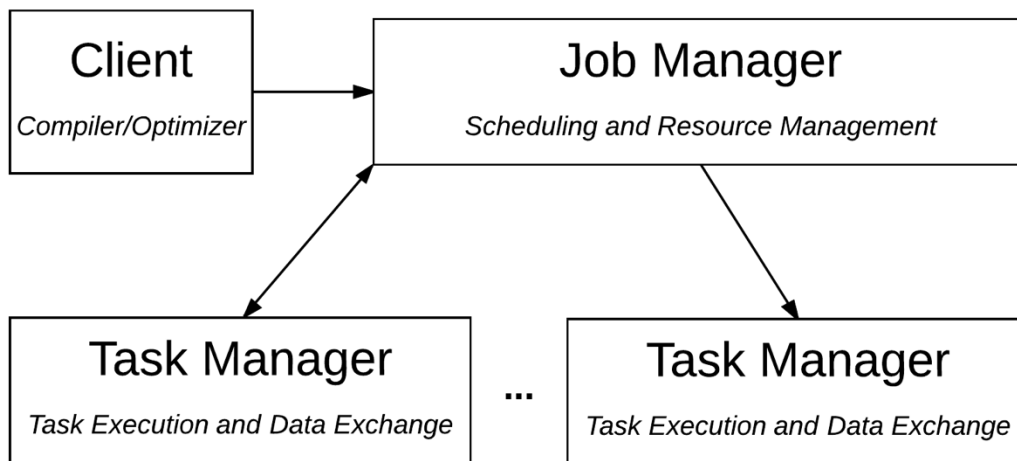 Client
Compiler/Optimizer
Job Manager
Scheduling and Resource Management
Task Manager
Task Execution and Data Exchange
...
Task Manager
Task Execution and Data Exchange